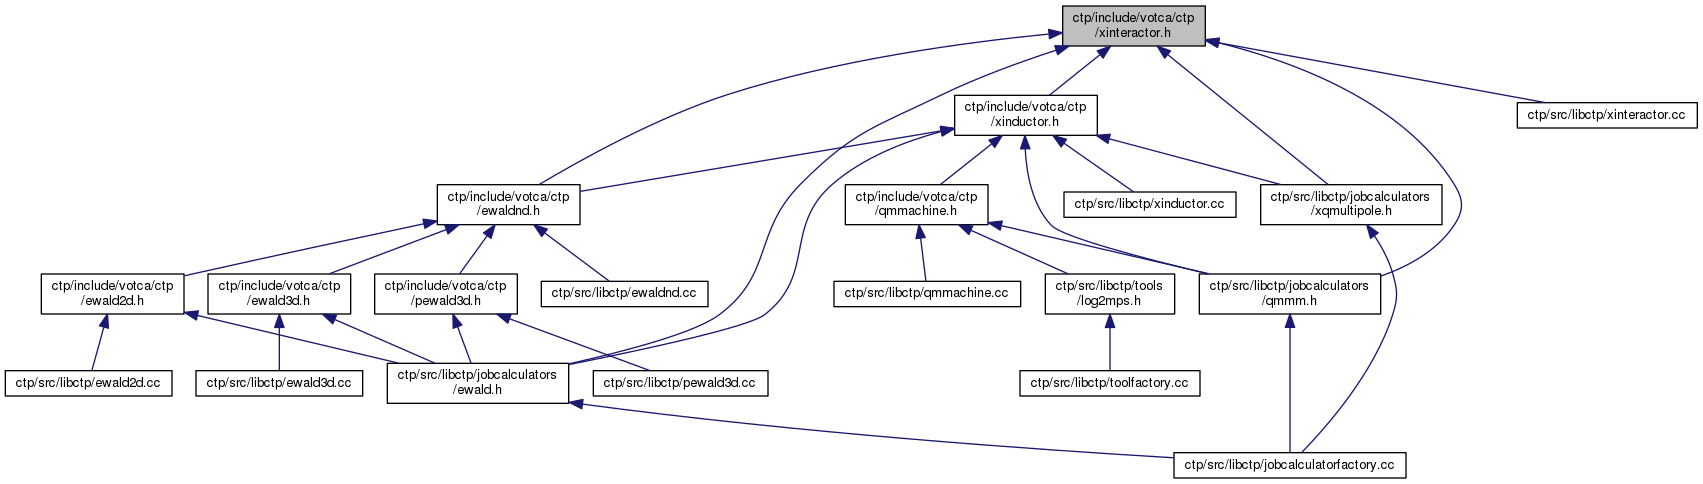 ctp/include/votca/ctp
/xinteractor.h
ctp/include/votca/ctp
/xinductor.h
ctp/src/libctp/xinteractor.cc
ctp/include/votca/ctp
/ewaldnd.h
ctp/include/votca/ctp
/qmmachine.h
ctp/src/libctp/xinductor.cc
ctp/src/libctp/jobcalculators
/xqmultipole.h
ctp/include/votca/ctp
/ewald2d.h
ctp/include/votca/ctp
/ewald3d.h
ctp/include/votca/ctp
/pewald3d.h
ctp/src/libctp/ewaldnd.cc
ctp/src/libctp/qmmachine.cc
ctp/src/libctp/tools
/log2mps.h
ctp/src/libctp/jobcalculators
/qmmm.h
ctp/src/libctp/ewald2d.cc
ctp/src/libctp/ewald3d.cc
ctp/src/libctp/jobcalculators
/ewald.h
ctp/src/libctp/pewald3d.cc
ctp/src/libctp/toolfactory.cc
ctp/src/libctp/jobcalculatorfactory.cc